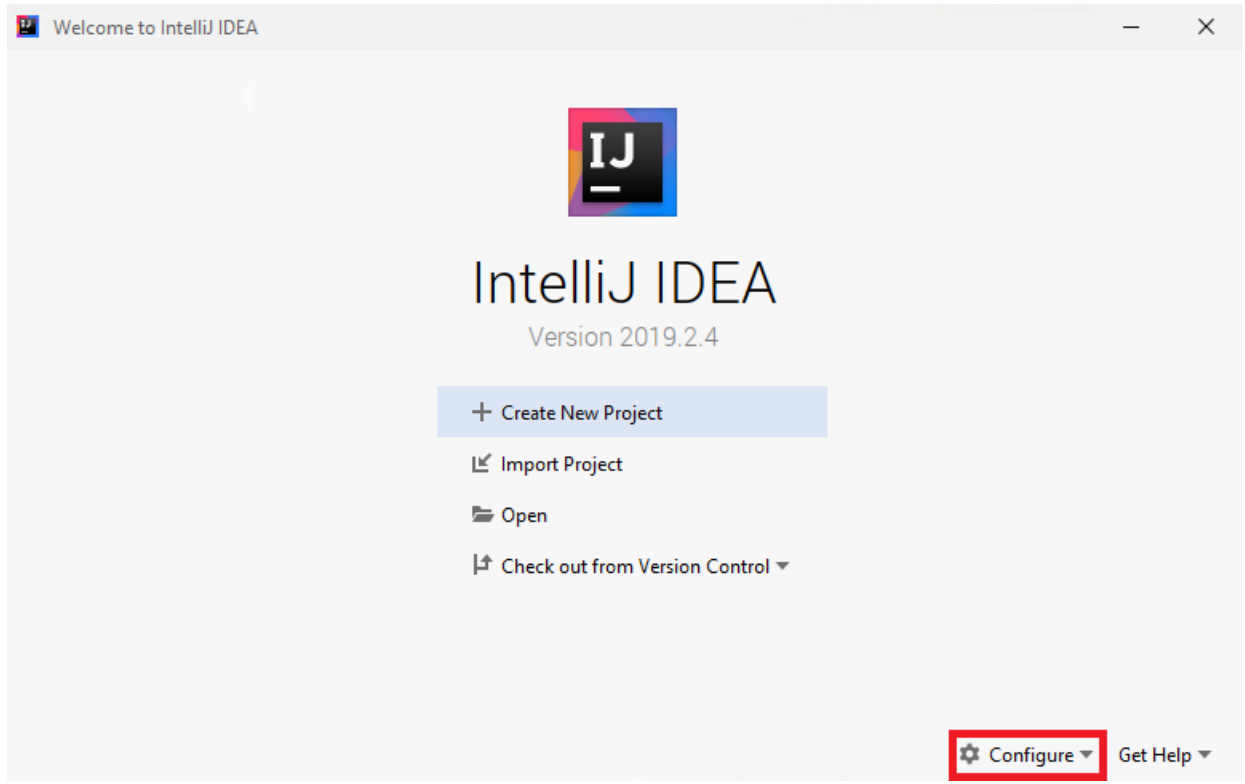 Welcome to IntelliJ IDEA
IJ
IntelliJ IDEA
Version 2019.2.4
Create New Project
Import Project
Open
Check out from Version Control
Configure Get Help